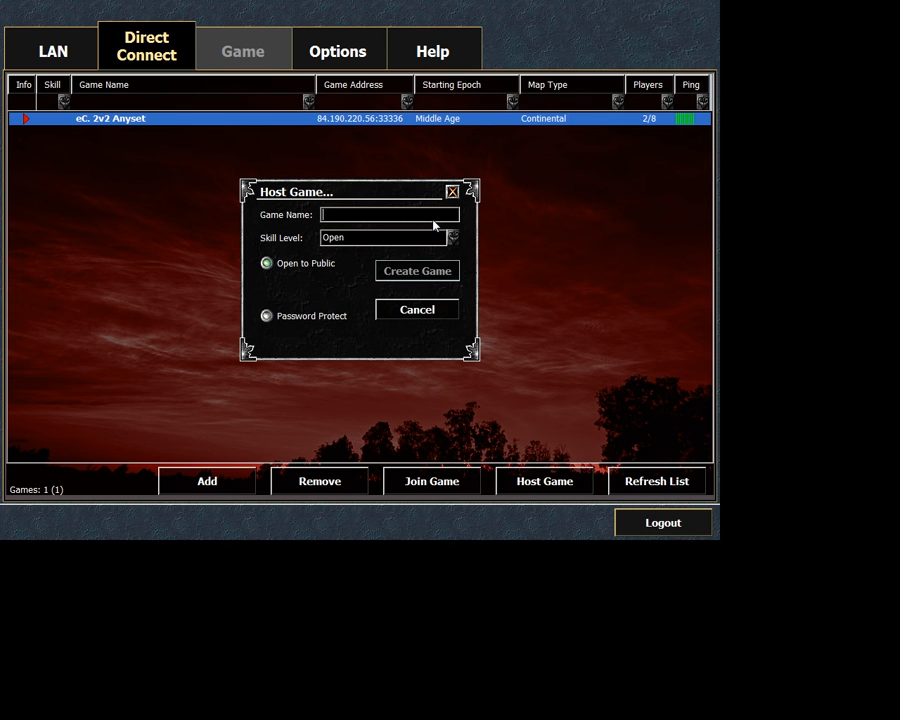 LAN
Direct
Connect
Game
Options
Help
Info Skill Game Name Game Address Starting Epoch Map Type Players Ping
eC. 2v2 Anyset 84.190.220.56:33336 Middle Age Continental 2/8
Host Game...
Game Name:
Skill Level: Open
Open to Public
Create Game
Cancel
Password Protect
Games: 1 (1)
Add
Remove
Join Game
Host Game
Refresh List
Logout